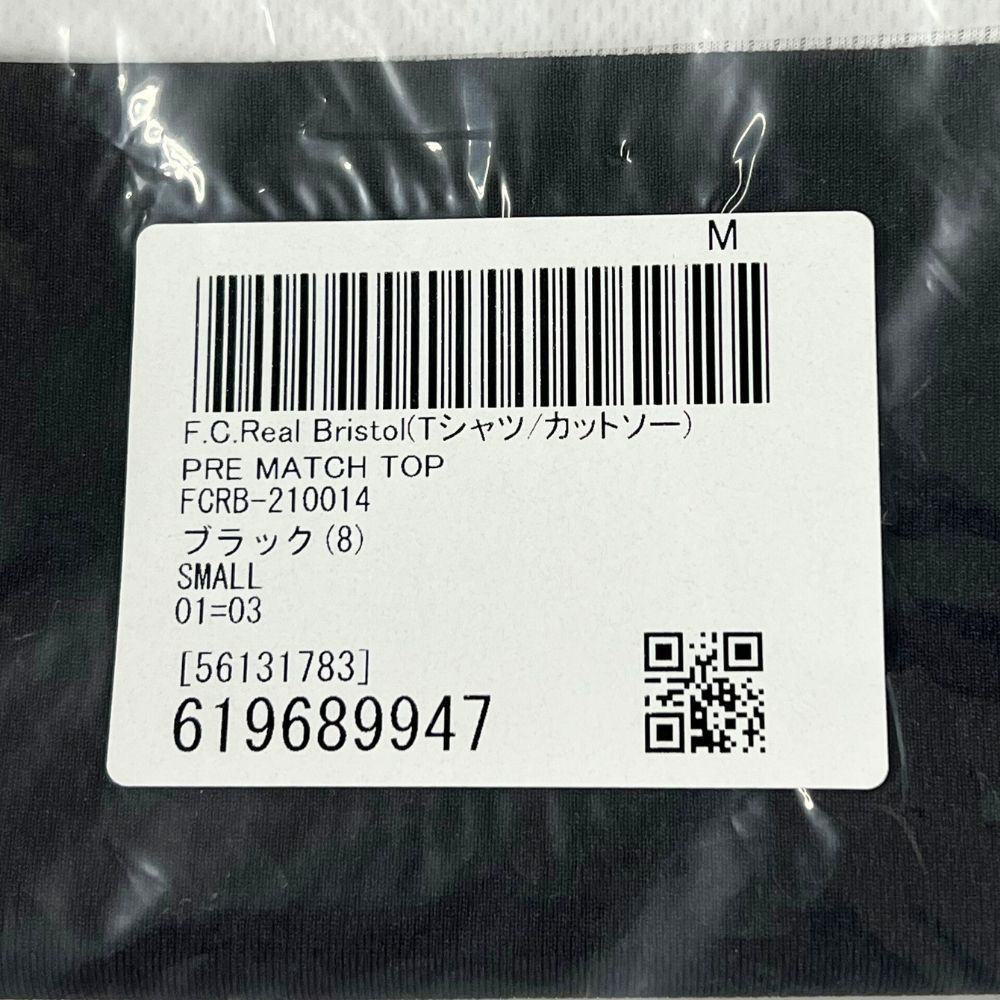 M
F.C.Real Bristol(Tシャツ/カットソー)
PRE MATCH TOP
FCRB-210014
ブラック(8)
SMALL
01=03
[56131783]
619689947